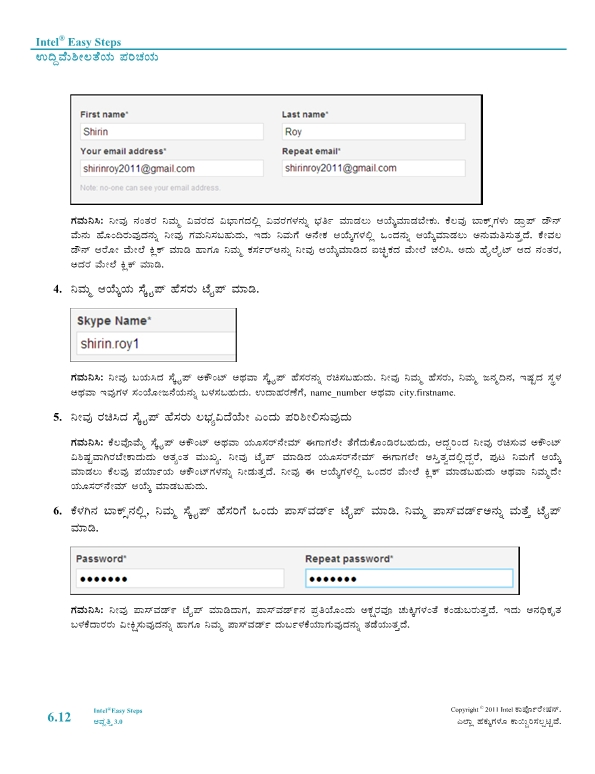 Intel® Easy Steps
ಉದ್ದಿಮೆಶೀಲತೆಯ ಪರಿಚಯ
First name* Last name*
Shirin Roy
Your email address* Repeat email*
shirinroy2011@gmail.com shirinroy2011@gmail.com
Note: no-one can see your email address.
ಗಮನಿಸಿ: ನೀವು ನಂತರ ನಿಮ್ಮ ವಿವರದ ವಿಭಾಗದಲ್ಲಿ ವಿವರಗಳನ್ನು ಭರ್ತಿ ಮಾಡಲು ಆಯ್ಕೆಮಾಡಬೇಕು. ಕೆಲವು ಬಾಕ್ಸ್‌ಗಳು ಡ್ರಾಪ್ ಡೌನ್
ಮೆನು ಹೊಂದಿರುವುದನ್ನು ನೀವು ಗಮನಿಸಬಹುದು, ಇದು ನಿಮಗೆ ಅನೇಕ ಆಯ್ಕೆಗಳಲ್ಲಿ ಒಂದನ್ನು ಆಯ್ಕೆಮಾಡಲು ಅನುಮತಿಸುತ್ತದೆ. ಕೇವಲ
ಡೌನ್ ಆರೋ ಮೇಲೆ ಕ್ಲಿಕ್ ಮಾಡಿ ಹಾಗೂ ನಿಮ್ಮ ಕರ್ಸರ್‌ಅನ್ನು ನೀವು ಆಯ್ಕೆಮಾಡಿದ ಐಚ್ಛಿಕದ ಮೇಲೆ ಚಲಿಸಿ. ಅದು ಹೈಲೈಟ್ ಆದ ನಂತರ,
ಅದರ ಮೇಲೆ ಕ್ಲಿಕ್ ಮಾಡಿ.
4. ನಿಮ್ಮ ಆಯ್ಕೆಯ ಸ್ಕೈಪ್ ಹೆಸರು ಟೈಪ್ ಮಾಡಿ.
Skype Name*
shirin.roy1
ಗಮನಿಸಿ: ನೀವು ಬಯಸಿದ ಸ್ಕೈಪ್ ಅಕೌಂಟ್ ಅಥವಾ ಸ್ಕೈಪ್ ಹೆಸರನ್ನು ರಚಿಸಬಹುದು. ನೀವು ನಿಮ್ಮ ಹೆಸರು, ನಿಮ್ಮ ಜನ್ಮದಿನ, ಇಷ್ಟದ ಸ್ಥಳ
ಅಥವಾ ಇವುಗಳ ಸಂಯೋಜನೆಯನ್ನು ಬಳಸಬಹುದು. ಉದಾಹರಣೆಗೆ, name_number ಅಥವಾ city.firstname.
5. ನೀವು ರಚಿಸಿದ ಸ್ಕೈಪ್ ಹೆಸರು ಲಭ್ಯವಿದೆಯೇ ಎಂದು ಪರಿಶೀಲಿಸುವುದು
ಗಮನಿಸಿ: ಕೆಲವೊಮ್ಮೆ ಸ್ಕೈಪ್ ಅಕೌಂಟ್ ಅಥವಾ ಯೂಸರ್‌ನೇಮ್ ಈಗಾಗಲೇ ತೆಗೆದುಕೊಂಡಿರಬಹುದು, ಆದ್ದರಿಂದ ನೀವು ರಚಿಸುವ ಅಕೌಂಟ್
ವಿಶಿಷ್ಟವಾಗಿರಬೇಕಾದುದು ಅತ್ಯಂತ ಮುಖ್ಯ. ನೀವು ಟೈಪ್ ಮಾಡಿದ ಯೂಸರ್‌ನೇಮ್ ಈಗಾಗಲೇ ಅಸ್ತಿತ್ವದಲ್ಲಿದ್ದರೆ, ಪುಟ ನಿಮಗೆ ಆಯ್ಕೆ
ಮಾಡಲು ಕೆಲವು ಪರ್ಯಾಯ ಅಕೌಂಟ್‌ಗಳನ್ನು ನೀಡುತ್ತದೆ. ನೀವು ಈ ಆಯ್ಕೆಗಳಲ್ಲಿ ಒಂದರ ಮೇಲೆ ಕ್ಲಿಕ್ ಮಾಡಬಹುದು ಅಥವಾ ನಿಮ್ಮದೇ
ಯೂಸರ್‌ನೇಮ್ ಆಯ್ಕೆ ಮಾಡಬಹುದು.
6. ಕೆಳಗಿನ ಬಾಕ್ಸ್‌ನಲ್ಲಿ, ನಿಮ್ಮ ಸ್ಕೈಪ್ ಹೆಸರಿಗೆ ಒಂದು ಪಾಸ್‌ವರ್ಡ್ ಟೈಪ್ ಮಾಡಿ. ನಿಮ್ಮ ಪಾಸ್‌ವರ್ಡ್‌ಅನ್ನು ಮತ್ತೆ ಟೈಪ್
ಮಾಡಿ.
Password* Repeat password*
●●●●●●● ●●●●●●●
ಗಮನಿಸಿ: ನೀವು ಪಾಸ್‌ವರ್ಡ್ ಟೈಪ್ ಮಾಡಿದಾಗ, ಪಾಸ್‌ವರ್ಡ್‌ನ ಪ್ರತಿಯೊಂದು ಅಕ್ಷರವೂ ಚುಕ್ಕಿಗಳಂತೆ ಕಂಡುಬರುತ್ತದೆ. ಇದು ಅನಧಿಕೃತ
ಬಳಕೆದಾರರು ವೀಕ್ಷಿಸುವುದನ್ನು ಹಾಗೂ ನಿಮ್ಮ ಪಾಸ್‌ವರ್ಡ್ ದುರ್ಬಳಕೆಯಾಗುವುದನ್ನು ತಡೆಯುತ್ತದೆ.
6.12 Intel® Easy Steps Copyright © 2011 Intel ಕಾರ್ಪೊರೇಷನ್.
ಆವೃತ್ತಿ 3.0 ಎಲ್ಲಾ ಹಕ್ಕುಗಳೂ ಕಾಯ್ದಿರಿಸಲ್ಪಟ್ಟಿವೆ.